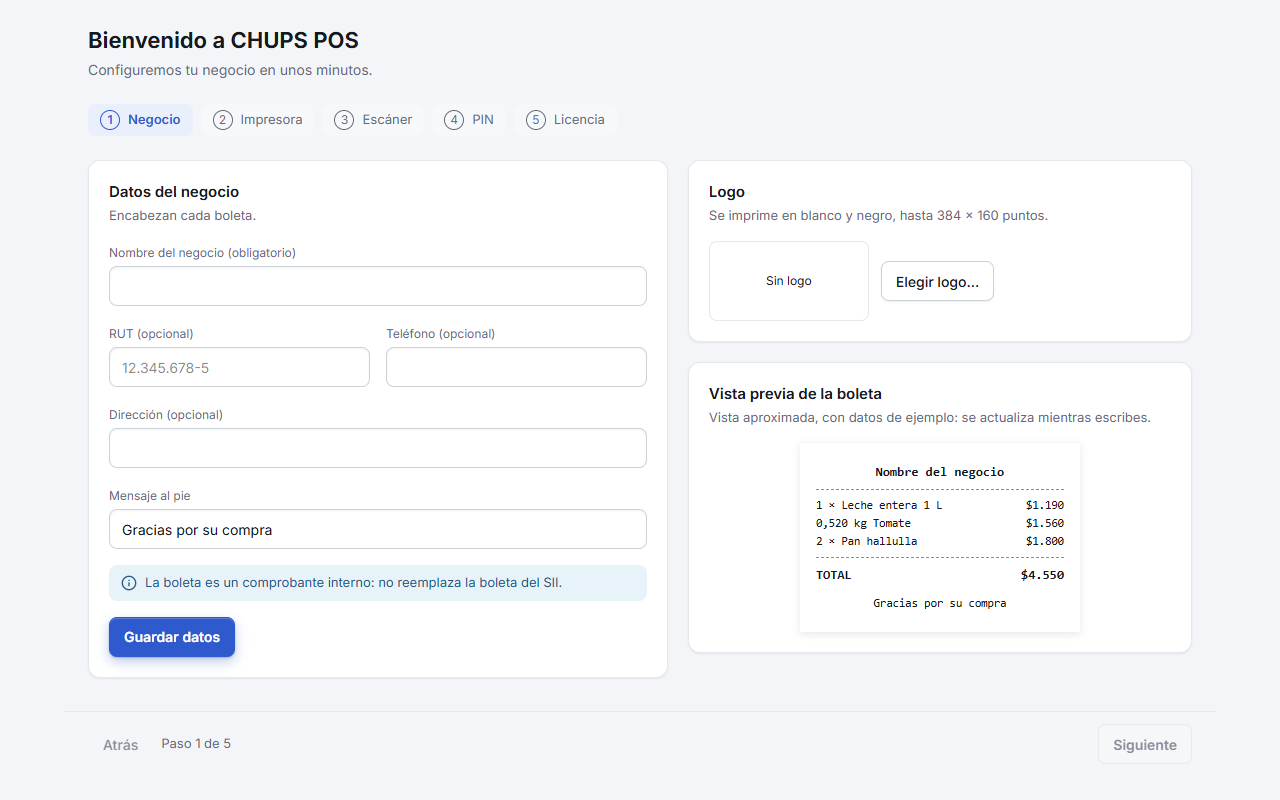 Bienvenido a CHUPS POS
Configuremos tu negocio en unos minutos.
1 Negocio
2 Impresora
3 Escáner
4 PIN
5 Licencia
Datos del negocio
Encabezan cada boleta.
Nombre del negocio (obligatorio)
RUT (opcional)
Teléfono (opcional)
12.345.678-5
Dirección (opcional)
Mensaje al pie
Gracias por su compra
La boleta es un comprobante interno: no reemplaza la boleta del SII.
Guardar datos
Logo
Se imprime en blanco y negro, hasta 384 × 160 puntos.
Sin logo
Elegir logo...
Vista previa de la boleta
Vista aproximada, con datos de ejemplo: se actualiza mientras escribes.
Nombre del negocio
1 × Leche entera 1 L $1.190
0,520 kg Tomate $1.560
2 × Pan hallulla $1.800
TOTAL $4.550
Gracias por su compra
Atrás
Paso 1 de 5
Siguiente